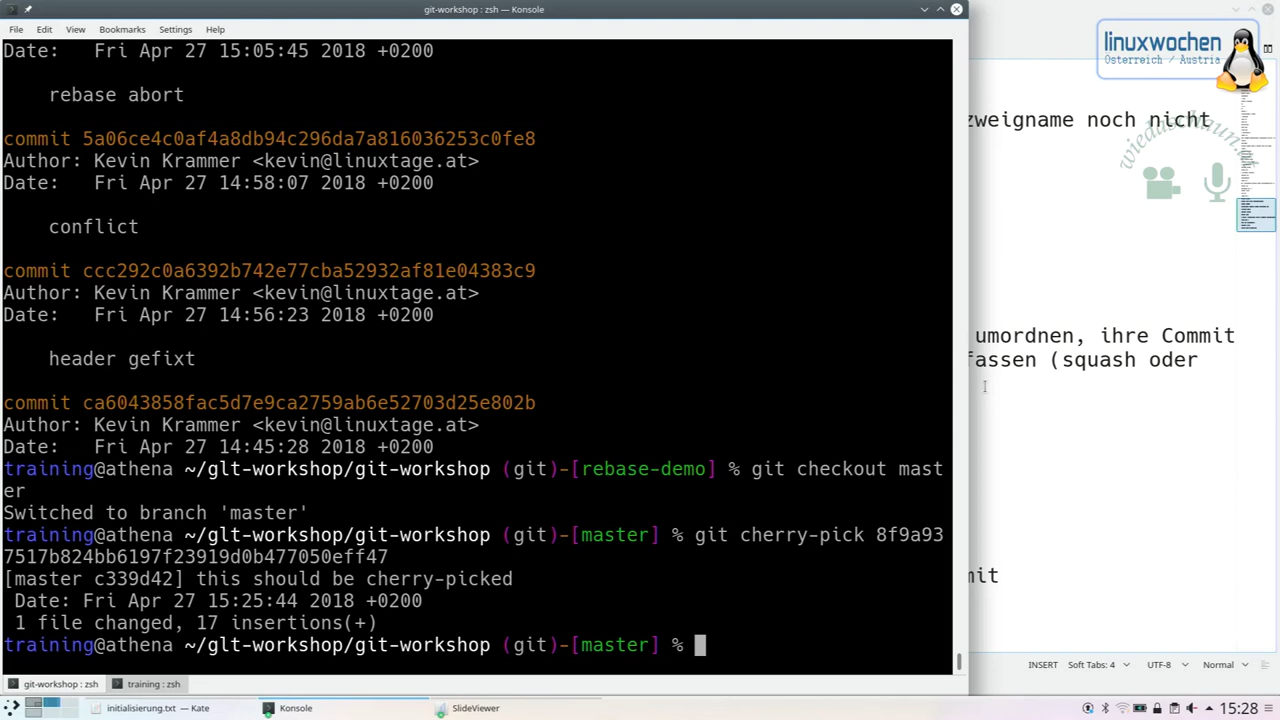 git-workshop : zsh — Konsole
File Edit View Bookmarks Settings Help
Date:   Fri Apr 27 15:05:45 2018 +0200
rebase abort
commit 5a06ce4c0af4a8db94c296da7a816036253c0fe8
Author: Kevin Krammer <kevin@linuxtage.at>
Date:   Fri Apr 27 14:58:07 2018 +0200
conflict
commit ccc292c0a6392b742e77cba52932af81e04383c9
Author: Kevin Krammer <kevin@linuxtage.at>
Date:   Fri Apr 27 14:56:23 2018 +0200
header gefixt
commit ca6043858fac5d7e9ca2759ab6e52703d25e802b
Author: Kevin Krammer <kevin@linuxtage.at>
Date:   Fri Apr 27 14:45:28 2018 +0200
training@athena ~/glt-workshop/git-workshop (git)-[rebase-demo] % git checkout mast
er
Switched to branch 'master'
training@athena ~/glt-workshop/git-workshop (git)-[master] % git cherry-pick 8f9a93
7517b824bb6197f23919d0b477050eff47
[master c339d42] this should be cherry-picked
Date: Fri Apr 27 15:25:44 2018 +0200
1 file changed, 17 insertions(+)
training@athena ~/glt-workshop/git-workshop (git)-[master] %
git-workshop : zsh
training : zsh
linuxwochen
Österreich / Austria
zweigname noch nicht
umordnen, ihre Commit
fassen (squash oder
mit
INSERT Soft Tabs: 4 UTF-8 Normal
initialisierung.txt — Kate
Konsole
SlideViewer
15:28